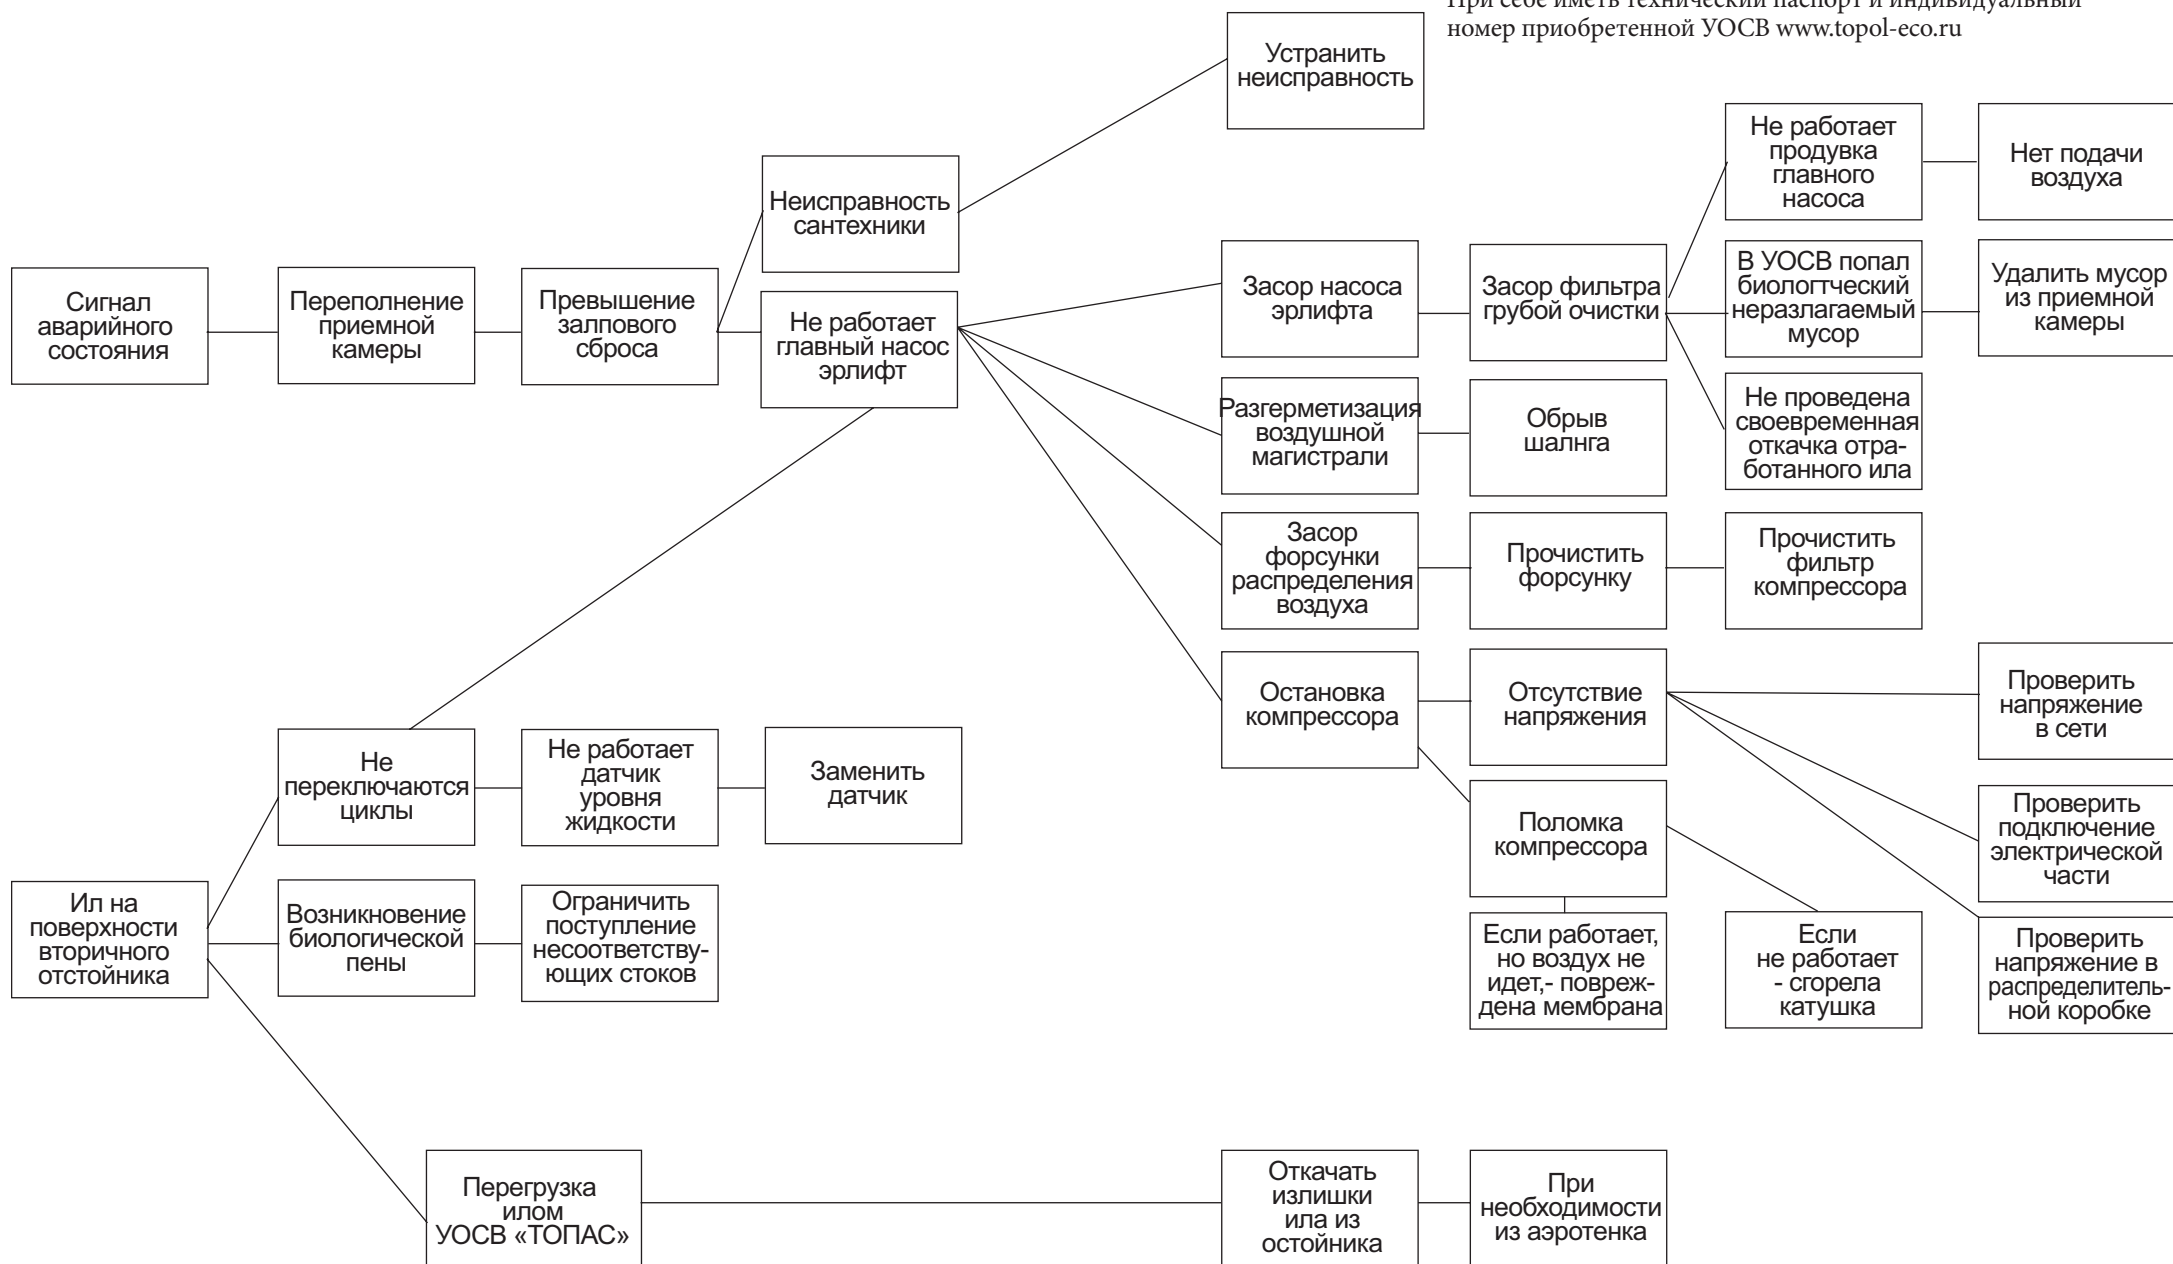 При себе иметь технический паспорт и индивидуальный
номер приобретенной УОСВ www.topol-eco.ru
Устранить
неисправность
Не работает
продувка
главного
насоса
Нет подачи
воздуха
Неисправность
сантехники
Сигнал
аварийного
состояния
Переполнение
приемной
камеры
Превышение
залпового
сброса
Не работает
главный насос
эрлифт
Засор насоса
эрлифта
Засор фильтра
грубой очистки
В УОСВ попал
биологтческий
неразлагаемый
мусор
Удалить мусор
из приемной
камеры
Разгерметизация
воздушной
магистрали
Обрыв
шалнга
Не проведена
своевременная
откачка отра-
ботанного ила
Засор
форсунки
распределения
воздуха
Прочистить
форсунку
Прочистить
фильтр
компрессора
Остановка
компрессора
Отсутствие
напряжения
Проверить
напряжение
в сети
Не
переключаются
циклы
Не работает
датчик
уровня
жидкости
Заменить
датчик
Поломка
компрессора
Проверить
подключение
электрической
части
Ил на
поверхности
вторичного
отстойника
Возникновение
биологической
пены
Ограничить
поступление
несоответству-
ющих стоков
Если работает,
но воздух не
идет,- повреж-
дена мембрана
Если
не работает
- сгорела
катушка
Проверить
напряжение в
распределитель-
ной коробке
Перегрузка
илом
УОСВ «ТОПАС»
Откачать
излишки
ила из
остойника
При
необходимости
из аэротенка